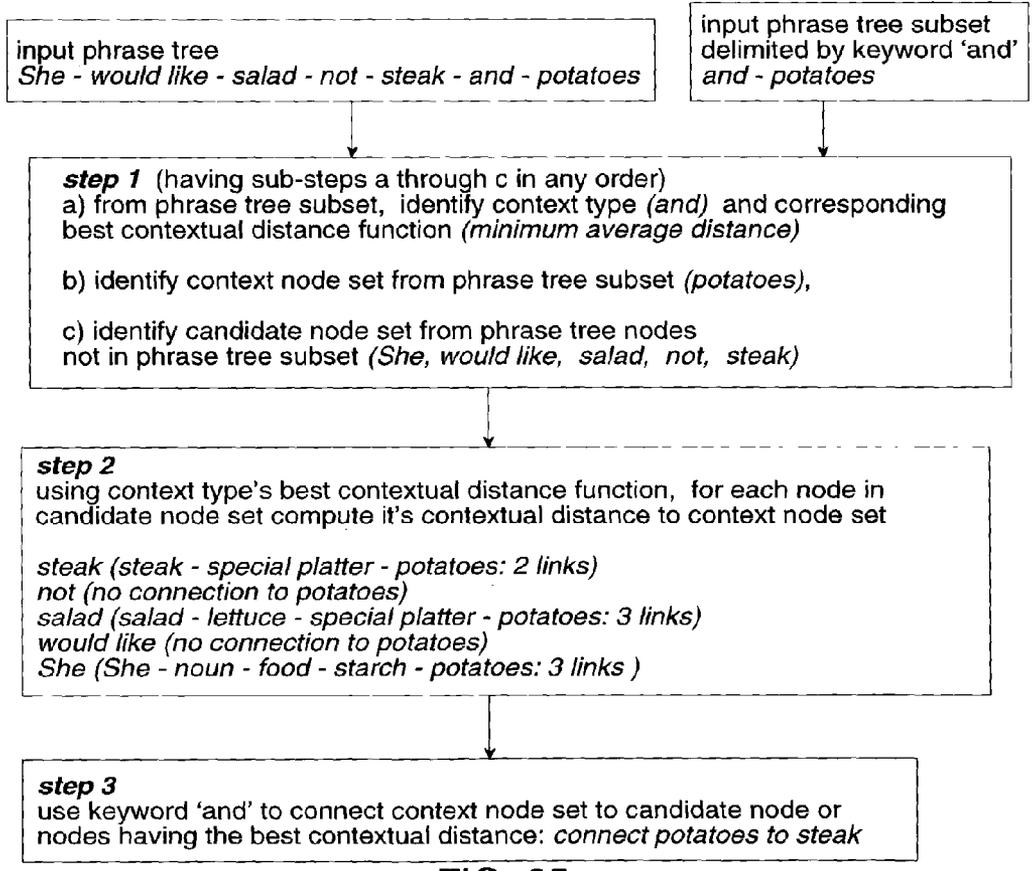 input phrase tree
She - would like - salad - not - steak - and - potatoes
input phrase tree subset
delimited by keyword 'and'
and - potatoes
step 1 (having sub-steps a through c in any order)
a) from phrase tree subset, identify context type (and) and corresponding
best contextual distance function (minimum average distance)
b) identify context node set from phrase tree subset (potatoes),
c) identify candidate node set from phrase tree nodes
not in phrase tree subset (She, would like, salad, not, steak)
step 2
using context type's best contextual distance function, for each node in
candidate node set compute it's contextual distance to context node set
steak (steak - special platter - potatoes: 2 links)
not (no connection to potatoes)
salad (salad - lettuce - special platter - potatoes: 3 links)
would like (no connection to potatoes)
She (She - noun - food - starch - potatoes: 3 links )
step 3
use keyword 'and' to connect context node set to candidate node or
nodes having the best contextual distance: connect potatoes to steak